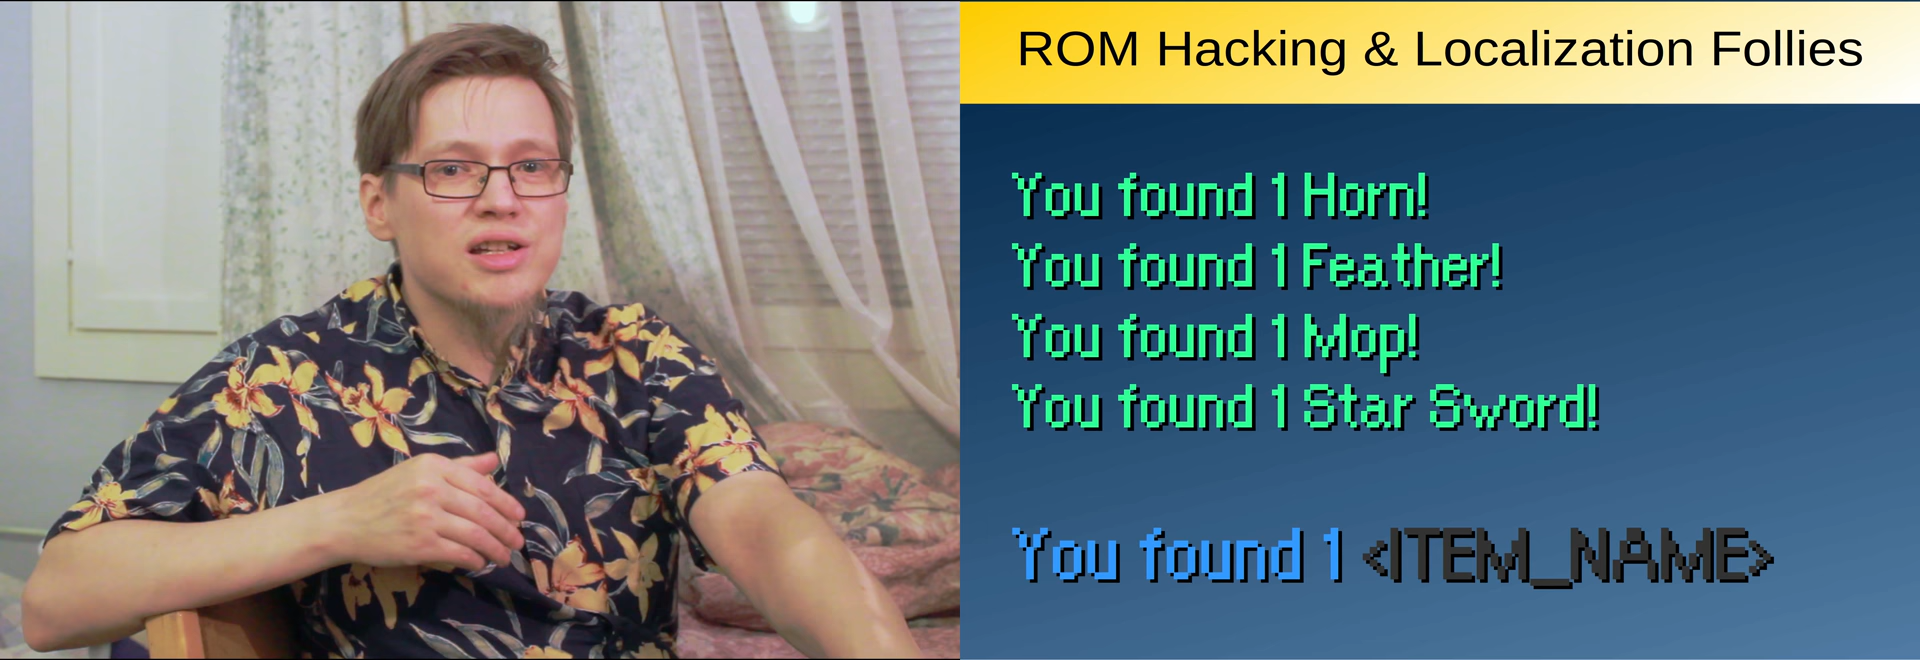 ROM Hacking & Localization Follies
You found 1 Horn!
You found 1 Feather!
You found 1 Mop!
You found 1 Star Sword!
You found 1 <ITEM_NAME>